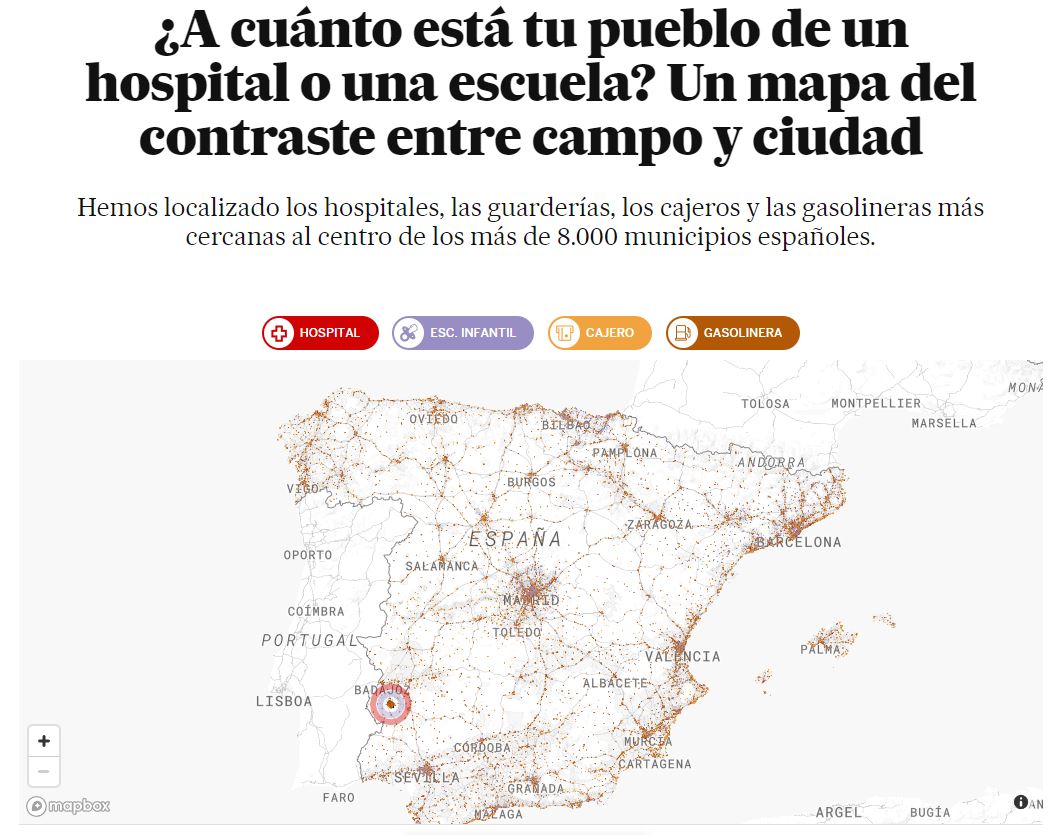 ¿A cuánto está tu pueblo de un
hospital o una escuela? Un mapa del
contraste entre campo y ciudad
Hemos localizado los hospitales, las guarderías, los cajeros y las gasolineras más
cercanas al centro de los más de 8.000 municipios españoles.
HOSPITAL ESC. INFANTIL CAJERO GASOLINERA
MONA
TOLOSA MONTPELLIER
OVIEDO MARSELLA
BILBAO
PAMPLONA
ANDORRA
VIGO BURGOS
ZARAGOZA
ESPAÑA BARCELONA
OPORTO
SALAMANCA
MADRID
COÍMBRA
TOLEDO
PORTUGAL
PALMA
VALENCIA
ALBACETE
BADAJOZ
LISBOA
+
MURCIA
CÓRDOBA
CARTAGENA
−
SEVILLA
GRANADA
FARO
mapbox
MÁLAGA
ARGEL BUGÍA
i
AN